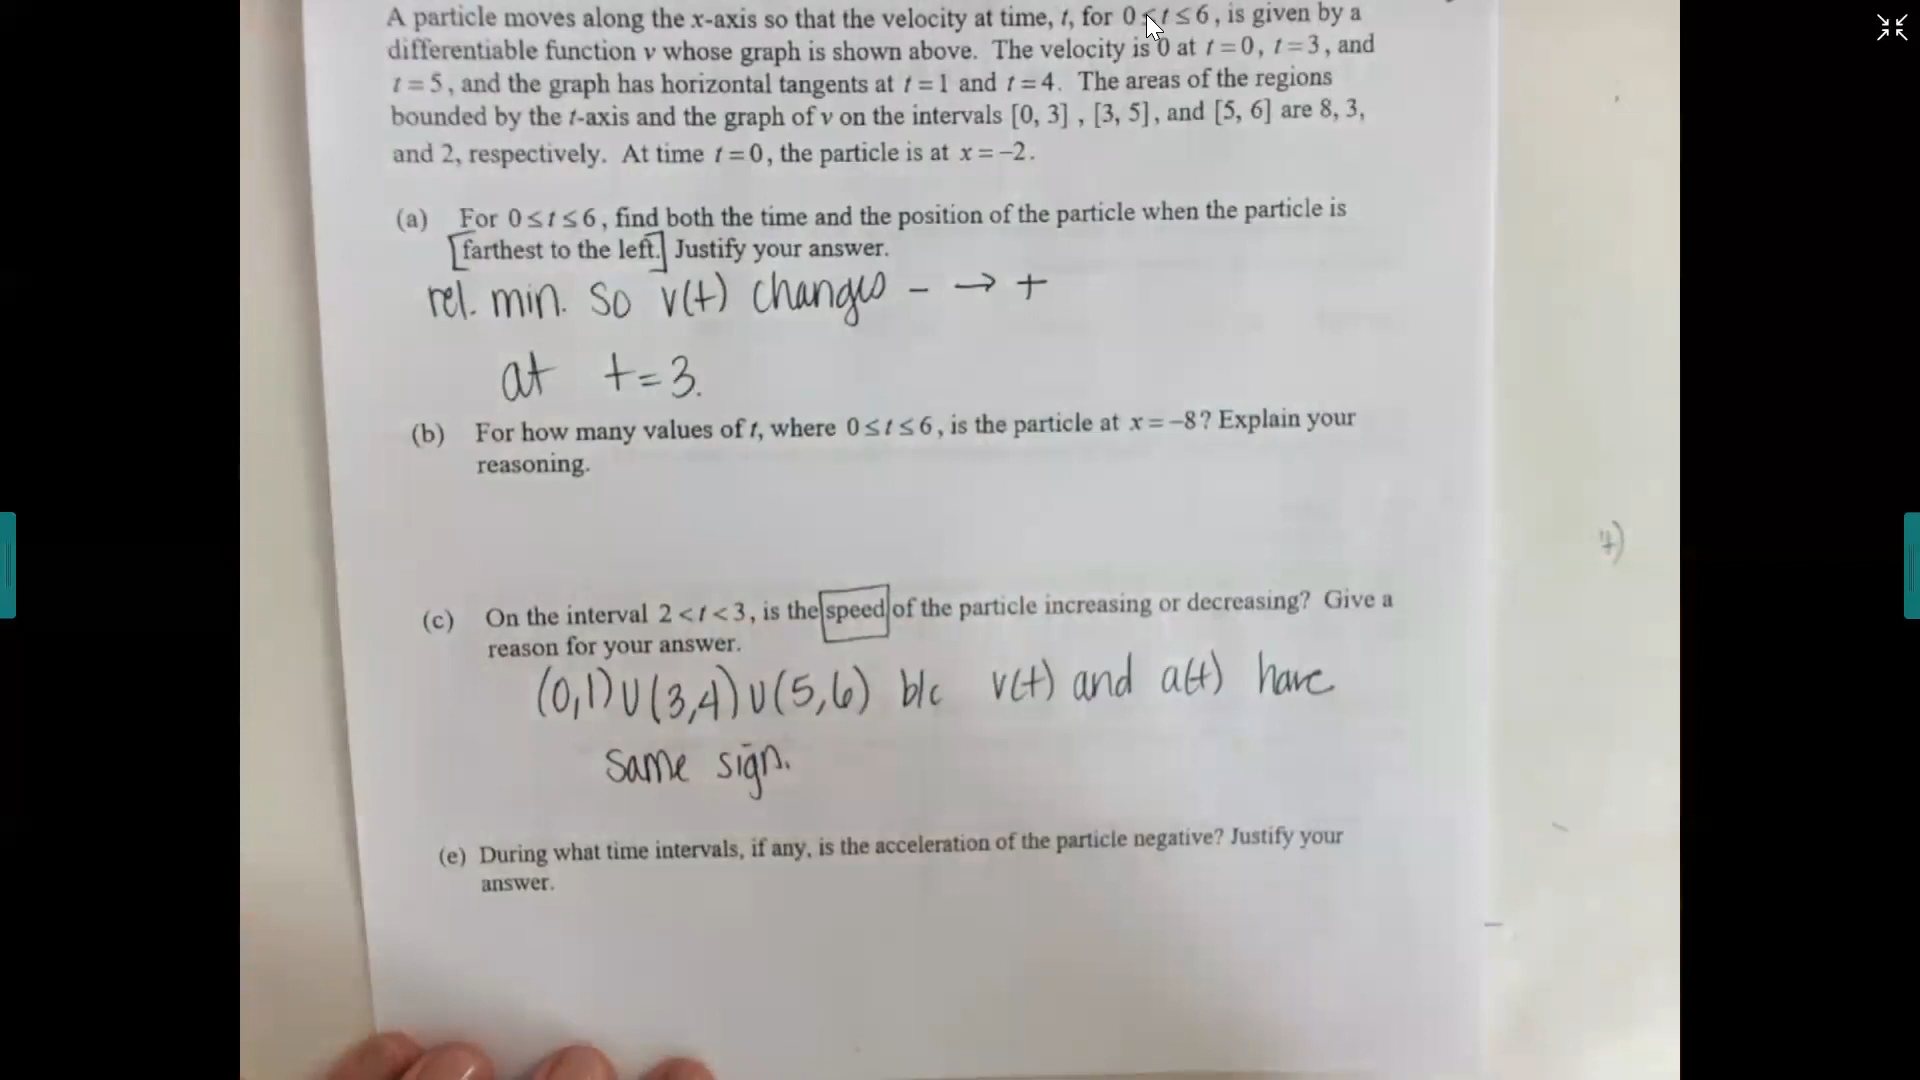 A particle moves along the x-axis so that the velocity at time, t, for 0 ≤ t ≤ 6, is given by a
differentiable function v whose graph is shown above. The velocity is 0 at t = 0, t = 3, and
t = 5, and the graph has horizontal tangents at t = 1 and t = 4. The areas of the regions
bounded by the t-axis and the graph of v on the intervals [0, 3], [3, 5], and [5, 6] are 8, 3,
and 2, respectively. At time t = 0, the particle is at x = −2.
(a) For 0 ≤ t ≤ 6, find both the time and the position of the particle when the particle is
[farthest to the left.] Justify your answer.
rel. min. so v(t) changes − → +
at t = 3.
(b) For how many values of t, where 0 ≤ t ≤ 6, is the particle at x = −8? Explain your
reasoning.
(c) On the interval 2 < t < 3, is the speed of the particle increasing or decreasing? Give a
reason for your answer.
(0,1)∪(3,4)∪(5,6) b/c v(t) and a(t) have
same sign.
(e) During what time intervals, if any, is the acceleration of the particle negative? Justify your
answer.